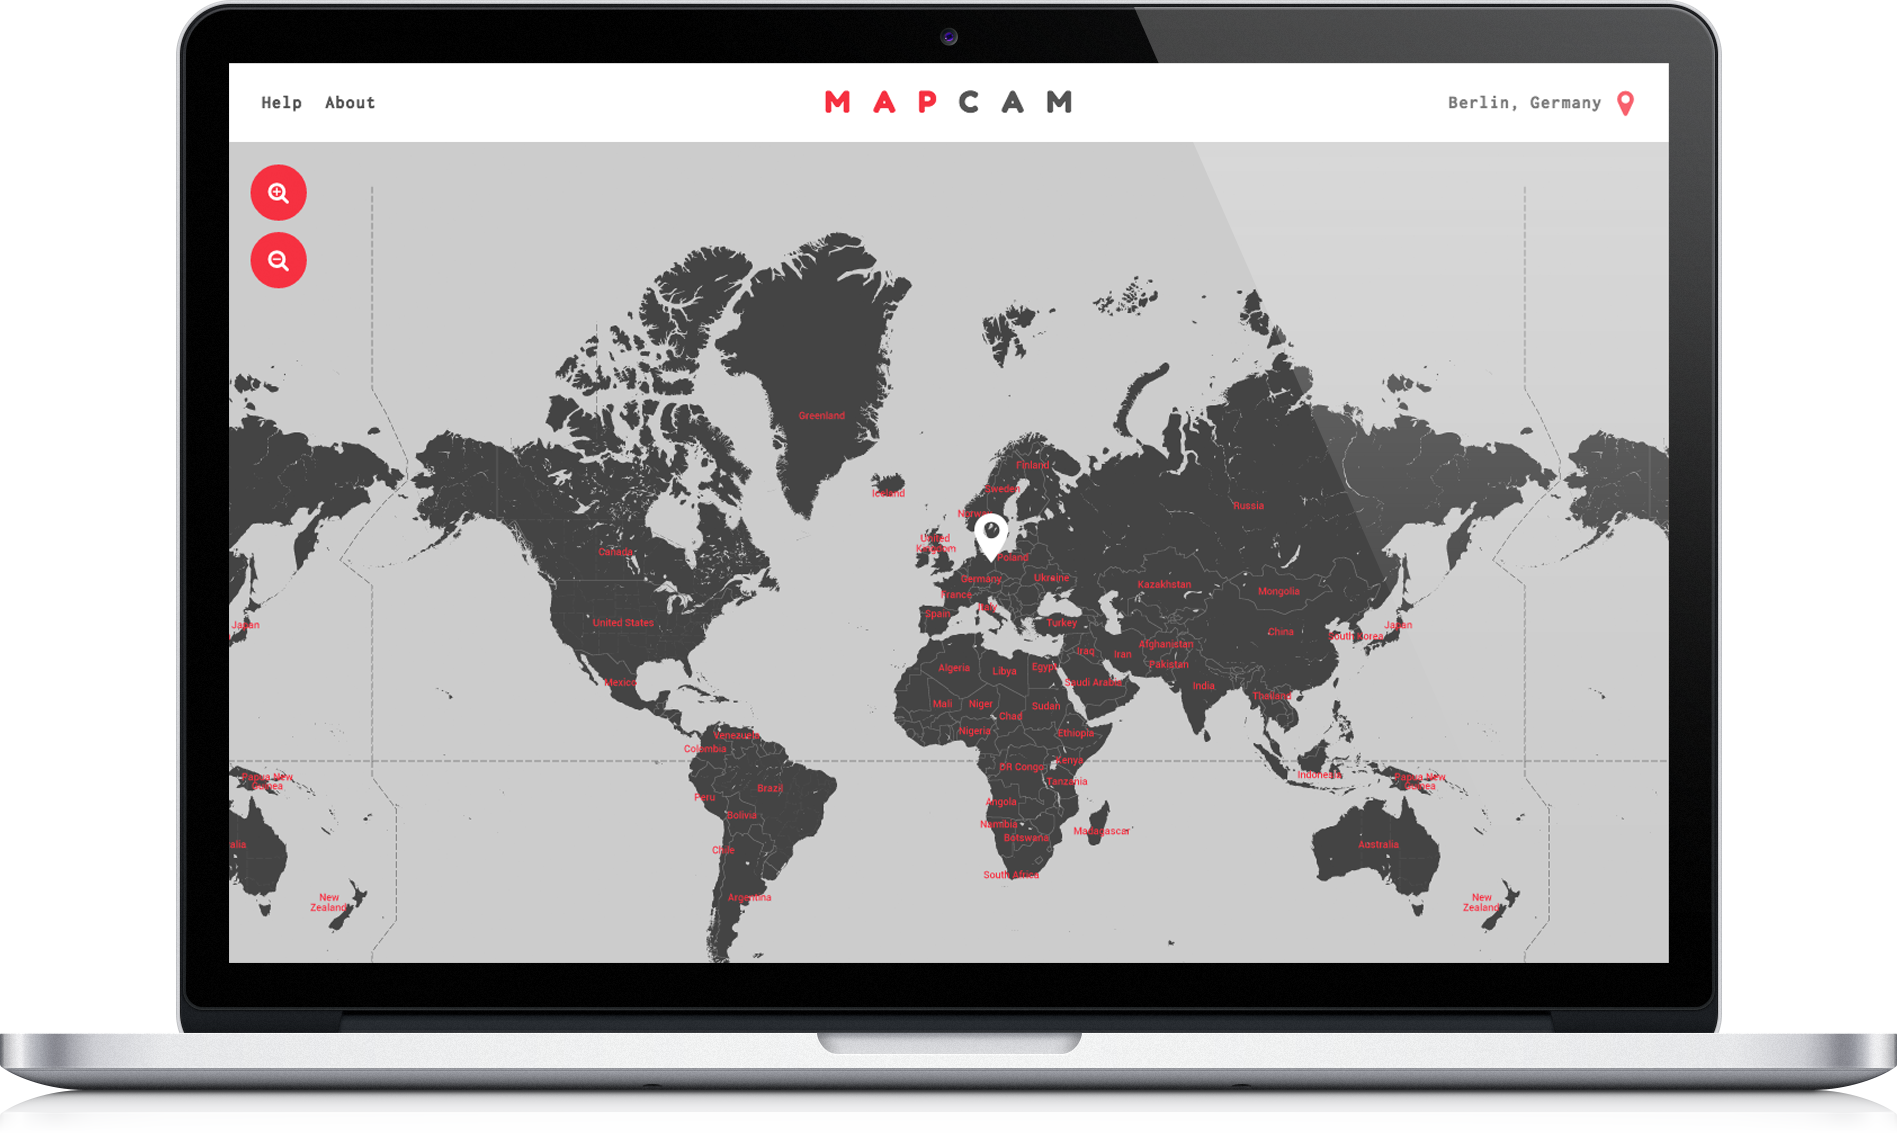 Help About
MAPCAM
Berlin, Germany
Greenland
Finland
Iceland
Sweden
Norway
Russia
United
Kingdom
Canada
Poland
Germany
Ukraine
Kazakhstan
Mongolia
France
Italy
Spain
United States
Turkey
Japan
Japan
China
South Korea
Afghanistan
Iraq
Iran
Pakistan
Algeria
Libya
Egypt
Mexico
Saudi Arabia
India
Thailand
Mali
Niger
Sudan
Chad
Nigeria
Ethiopia
Venezuela
Colombia
Kenya
DR Congo
Indonesia
Papua New
Guinea
Papua New
Guinea
Tanzania
Brazil
Peru
Angola
Bolivia
Namibia
Madagascar
Botswana
alia
Australia
Chile
South Africa
Argentina
New
Zealand
New
Zealand